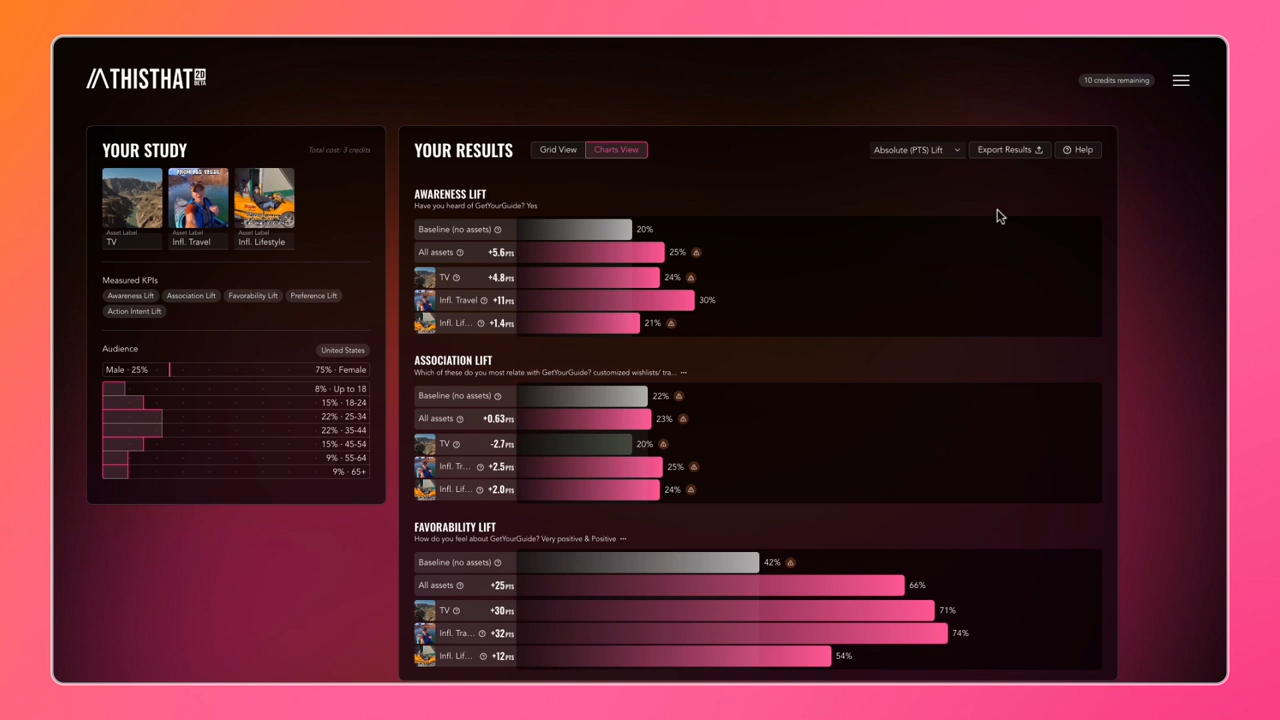 THISTHAT 2D BETA
10 credits remaining
YOUR STUDY
Total cost: 3 credits
FROM BAD DECAL
Asset Label
TV
Asset Label
Infl. Travel
Asset Label
Infl. Lifestyle
Measured KPIs
Awareness Lift
Association Lift
Favorability Lift
Preference Lift
Action Intent Lift
Audience
United States
Male · 25%
75% · Female
8% · Up to 18
15% · 18-24
22% · 25-34
22% · 35-44
15% · 45-54
9% · 55-64
9% · 65+
YOUR RESULTS
Grid View
Charts View
Absolute (PTS) Lift
Export Results
Help
AWARENESS LIFT
Have you heard of GetYourGuide? Yes
Baseline (no assets) 20%
All assets +5.6PTS 25%
TV +4.8PTS 24%
Infl. Travel +11PTS 30%
Infl. Lif... +1.4PTS 21%
ASSOCIATION LIFT
Which of these do you most relate with GetYourGuide? customized wishlists/ tra... ···
Baseline (no assets) 22%
All assets +0.63PTS 23%
TV -2.7PTS 20%
Infl. Tr... +2.5PTS 25%
Infl. Lif... +2.0PTS 24%
FAVORABILITY LIFT
How do you feel about GetYourGuide? Very positive & Positive ···
Baseline (no assets) 42%
All assets +25PTS 66%
TV +30PTS 71%
Infl. Tra... +32PTS 74%
Infl. Lif... +12PTS 54%